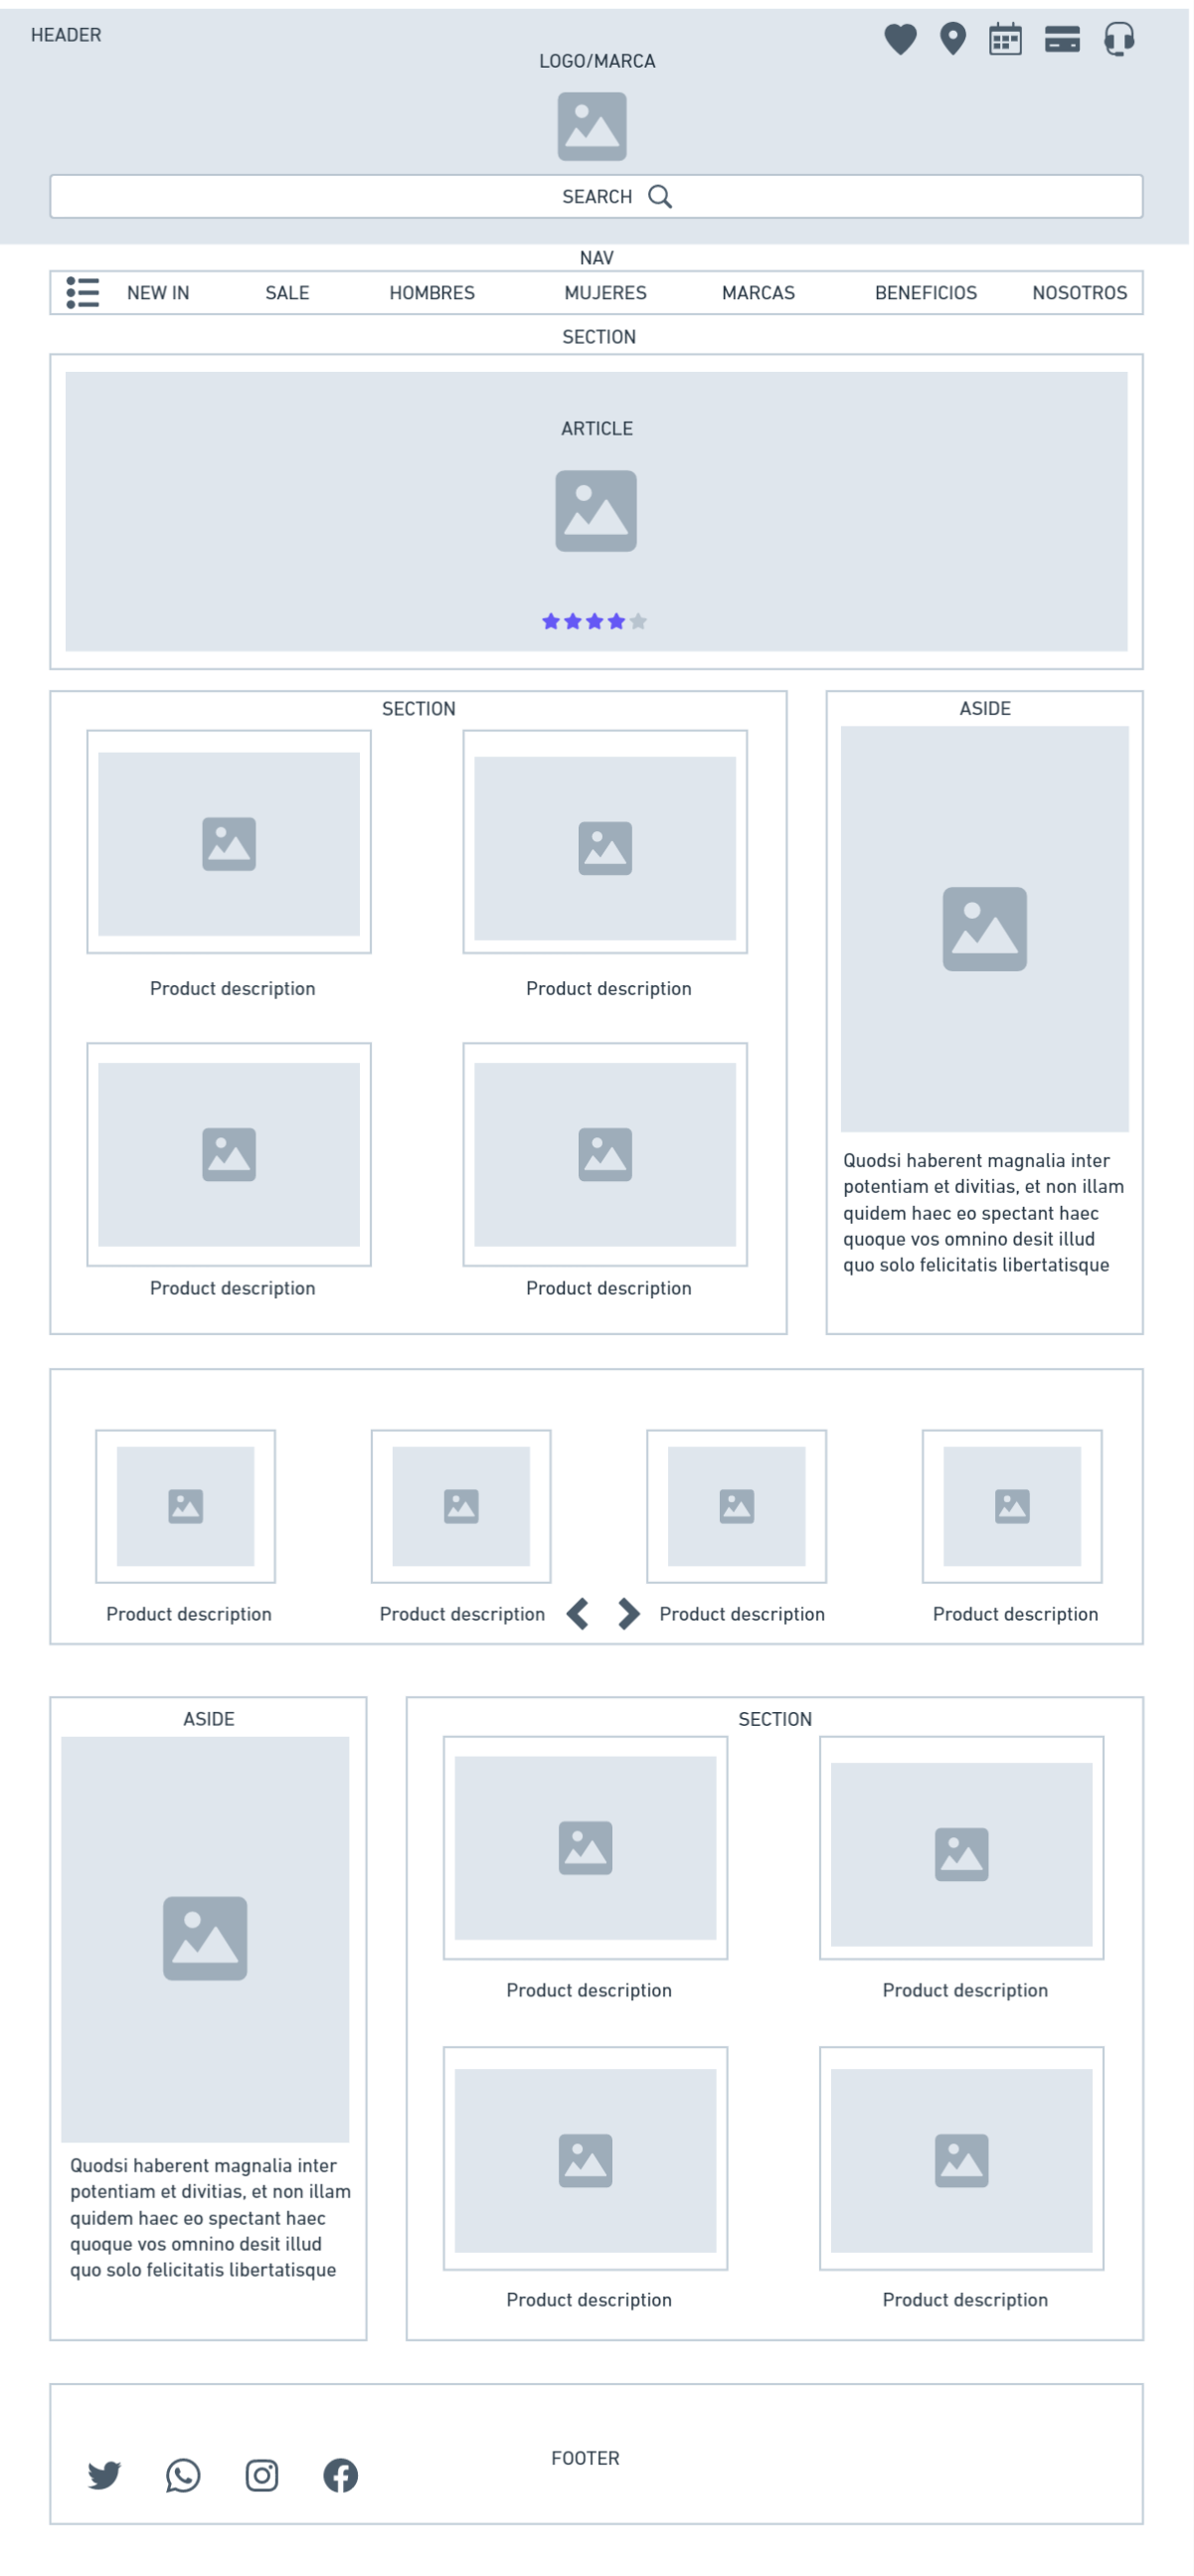 HEADER
LOGO/MARCA
SEARCH
NAV
NEW IN SALE HOMBRES MUJERES MARCAS BENEFICIOS NOSOTROS
SECTION
ARTICLE
SECTION
Product description Product description
Product description Product description
ASIDE
Quodsi haberent magnalia inter
potentiam et divitias, et non illam
quidem haec eo spectant haec
quoque vos omnino desit illud
quo solo felicitatis libertatisque
Product description Product description Product description Product description
ASIDE
Quodsi haberent magnalia inter
potentiam et divitias, et non illam
quidem haec eo spectant haec
quoque vos omnino desit illud
quo solo felicitatis libertatisque
SECTION
Product description Product description
Product description Product description
FOOTER